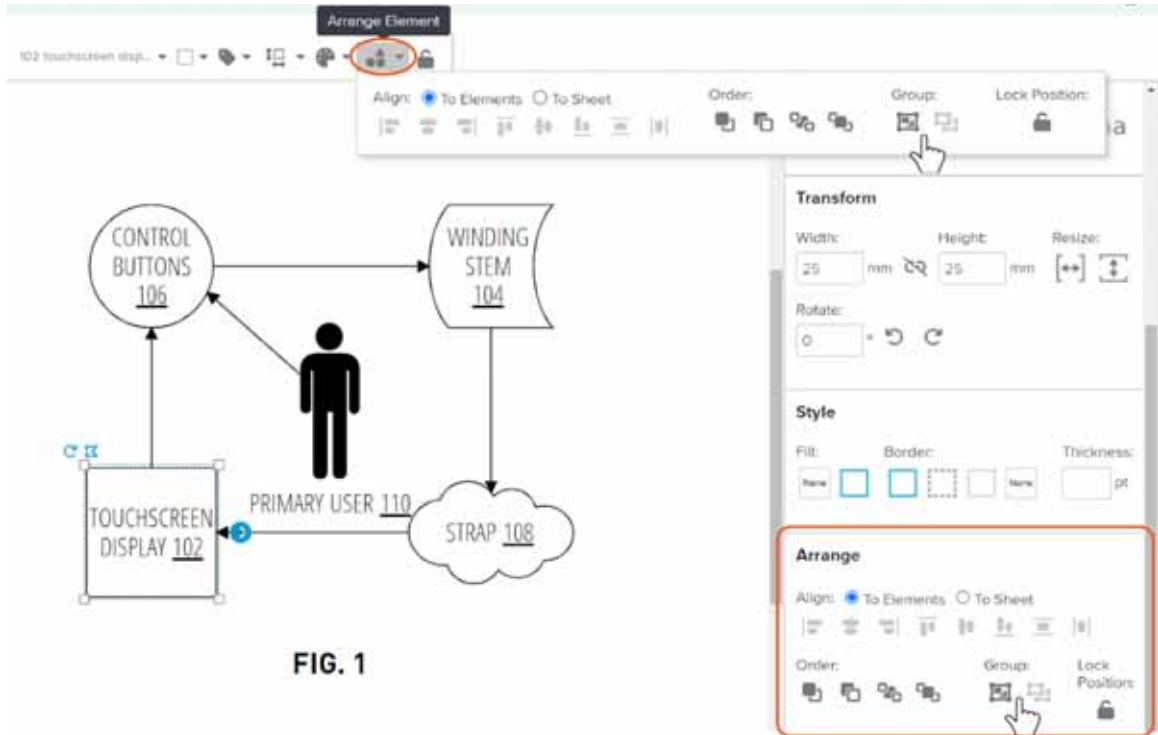 Arrange Element
102 touchscreen disp...
Align: To Elements To Sheet
Order:
Group:
Lock Position:
a
Transform
Width: Height: Resize:
25 mm 25 mm
Rotate:
0 °
Style
Fill: Border: Thickness:
None None pt
Arrange
Align: To Elements To Sheet
Order: Group: Lock
Position:
CONTROL
BUTTONS
106
WINDING
STEM
104
PRIMARY USER 110
TOUCHSCREEN
DISPLAY 102
STRAP 108
FIG. 1